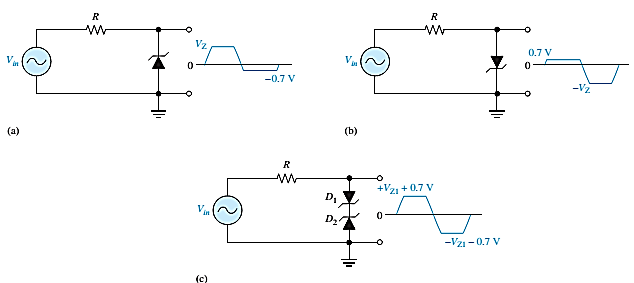 R
V_in
V_Z
0
−0.7 V
(a)
R
V_in
0.7 V
0
−V_Z
(b)
R
V_in
D_1
D_2
+V_Z1 + 0.7 V
0
−V_Z1 − 0.7 V
(c)